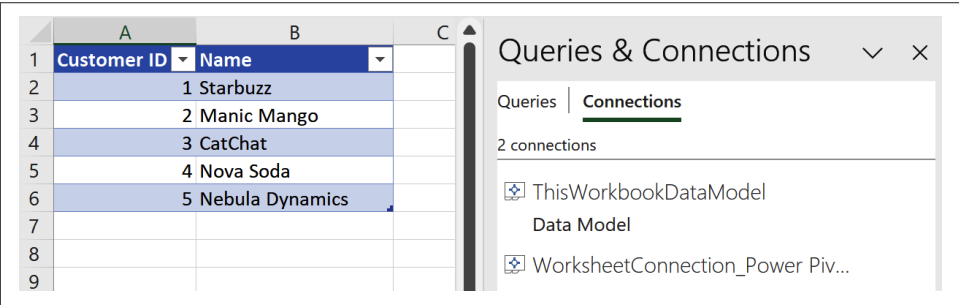 A B C
1 Customer ID Name
2 1 Starbuzz
3 2 Manic Mango
4 3 CatChat
5 4 Nova Soda
6 5 Nebula Dynamics
7
8
9
Queries & Connections
Queries | Connections
2 connections
ThisWorkbookDataModel
Data Model
WorksheetConnection_Power Piv...